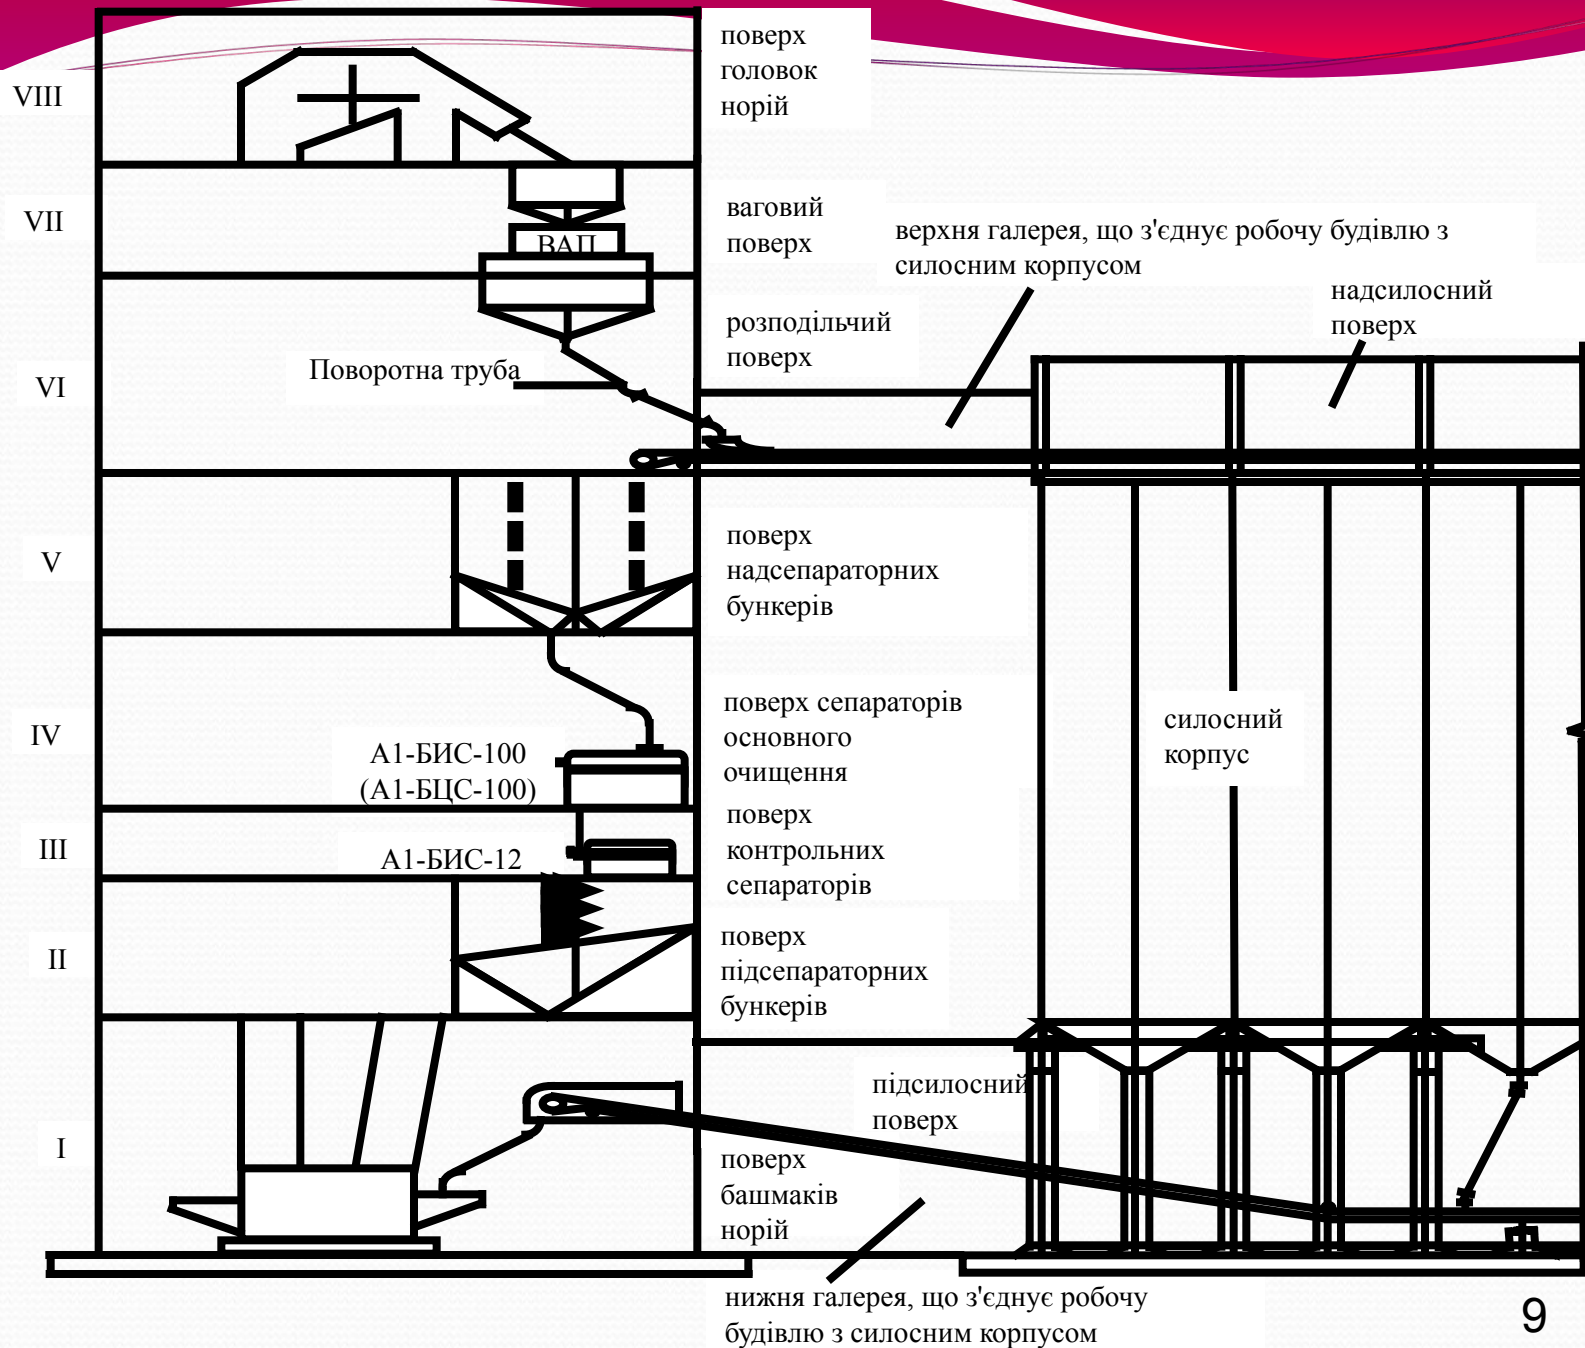 VIII
поверх
головок
норій
VII
ваговий
поверх
ВАП
верхня галерея, що з'єднує робочу будівлю з
силосним корпусом
надсилосний
поверх
розподільчий
поверх
VI
Поворотна труба
V
поверх
надсепараторних
бункерів
IV
поверх сепараторів
основного
очищення
А1-БИС-100
(А1-БЦС-100)
силосний
корпус
III
А1-БИС-12
поверх
контрольних
сепараторів
II
поверх
підсепараторних
бункерів
I
підсилосний
поверх
поверх
башмаків
норій
нижня галерея, що з'єднує робочу
будівлю з силосним корпусом
9